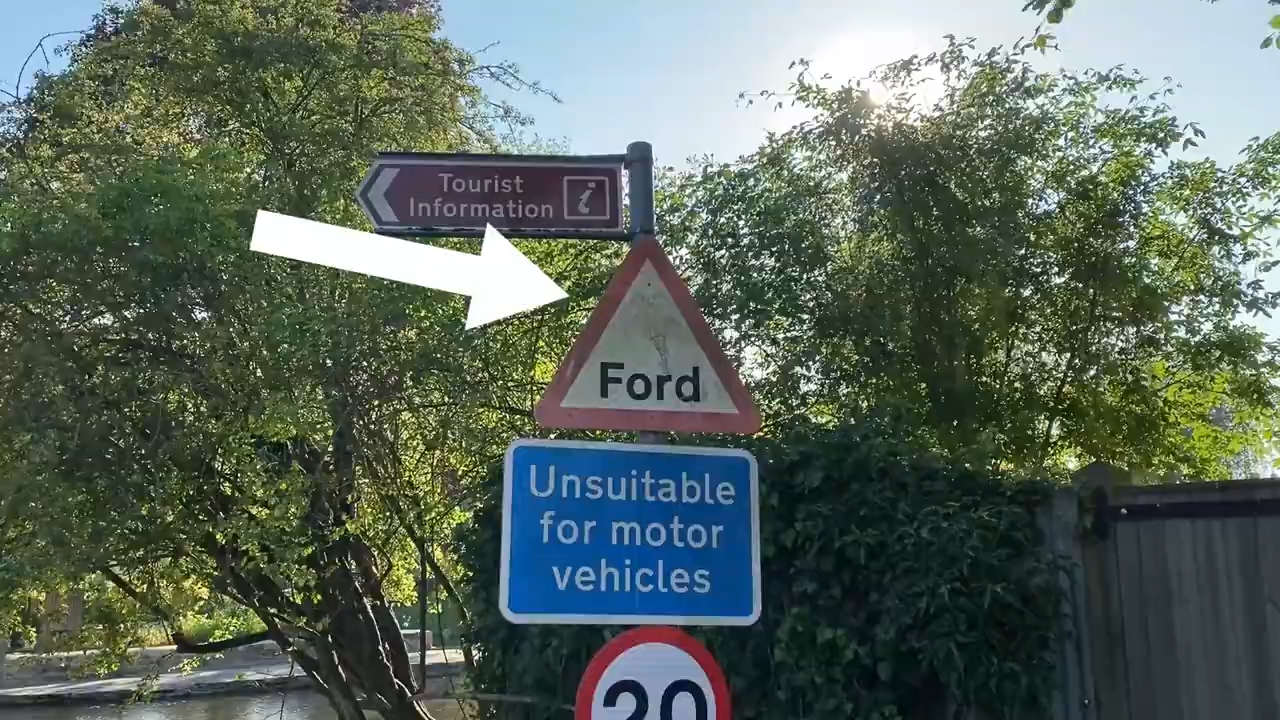 Tourist
Information
Ford
Unsuitable
for motor
vehicles
20